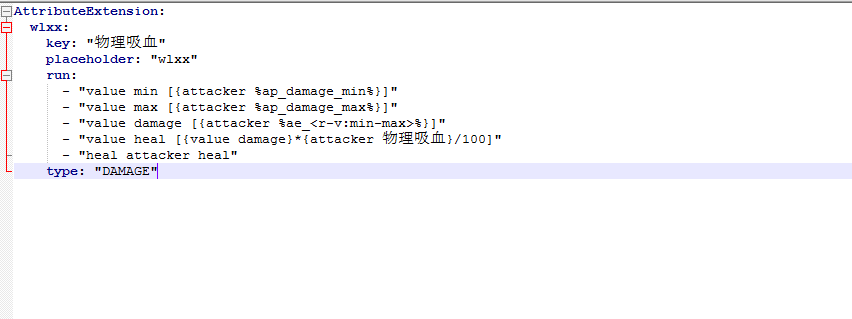 AttributeExtension:
wlxx:
key: "物理吸血"
placeholder: "wlxx"
run:
- "value min [{attacker %ap_damage_min%}]"
- "value max [{attacker %ap_damage_max%}]"
- "value damage [{attacker %ae_<r-v:min-max>%}]"
- "value heal [{value damage}*{attacker 物理吸血}/100]"
- "heal attacker heal"
type: "DAMAGE"